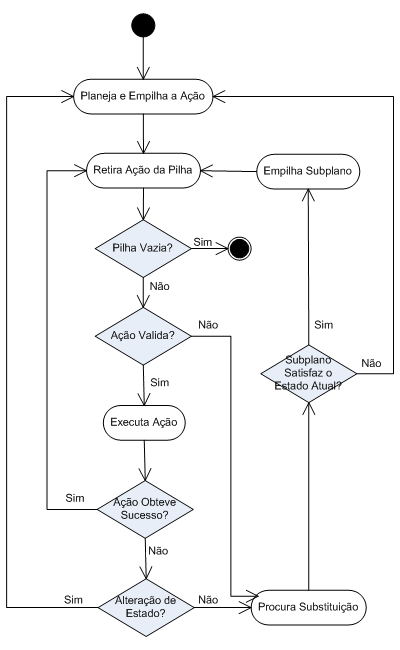 Planeja e Empilha a Ação
Retira Ação da Pilha
Empilha Subplano
Pilha Vazia?
Sim
Não
Ação Valida?
Não
Sim
Sim
Subplano
Satisfaz o
Estado Atual?
Não
Executa Ação
Ação Obteve
Sucesso?
Sim
Não
Alteração de
Estado?
Sim
Não
Procura Substituição